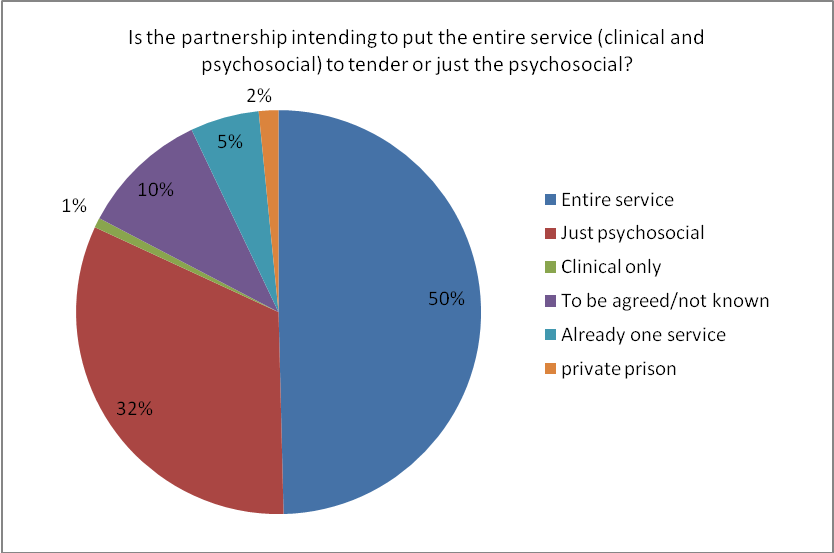 Is the partnership intending to put the entire service (clinical and
psychosocial) to tender or just the psychosocial?
2%
5%
10%
1%
50%
32%
Entire service
Just psychosocial
Clinical only
To be agreed/not known
Already one service
private prison